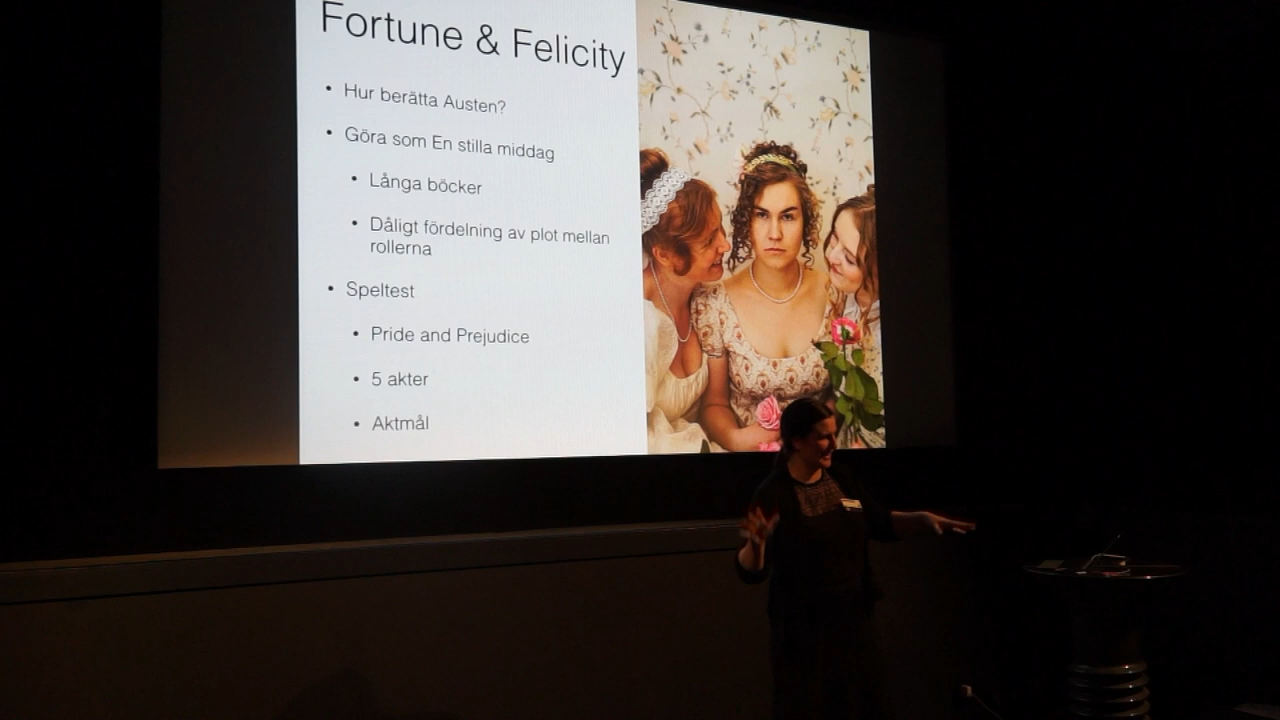 Fortune & Felicity
• Hur berätta Austen?
• Göra som En stilla middag
• Långa böcker
• Dåligt fördelning av plot mellan
rollerna
• Speltest
• Pride and Prejudice
• 5 akter
• Aktmål